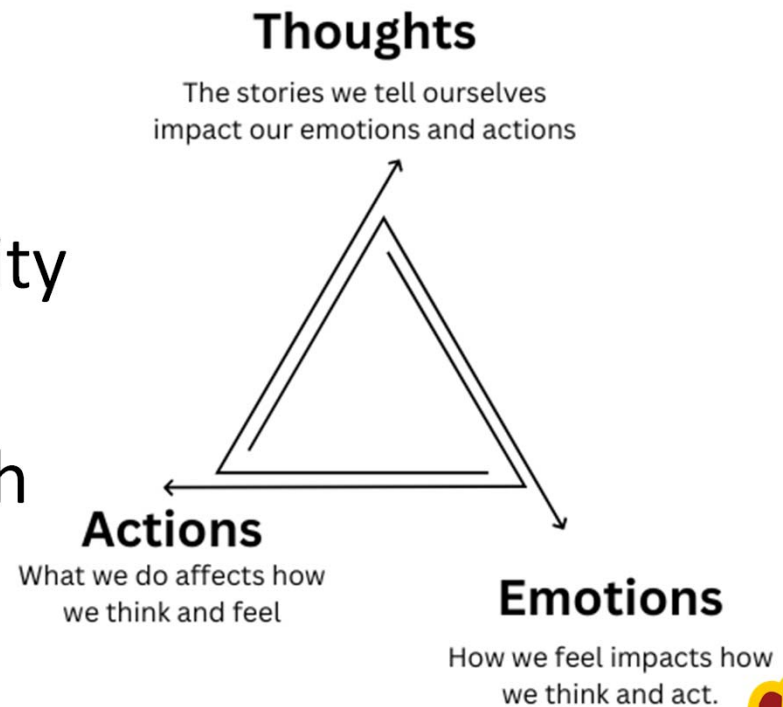 Thoughts
The stories we tell ourselves
impact our emotions and actions
ity
h
Actions
What we do affects how
we think and feel
Emotions
How we feel impacts how
we think and act.